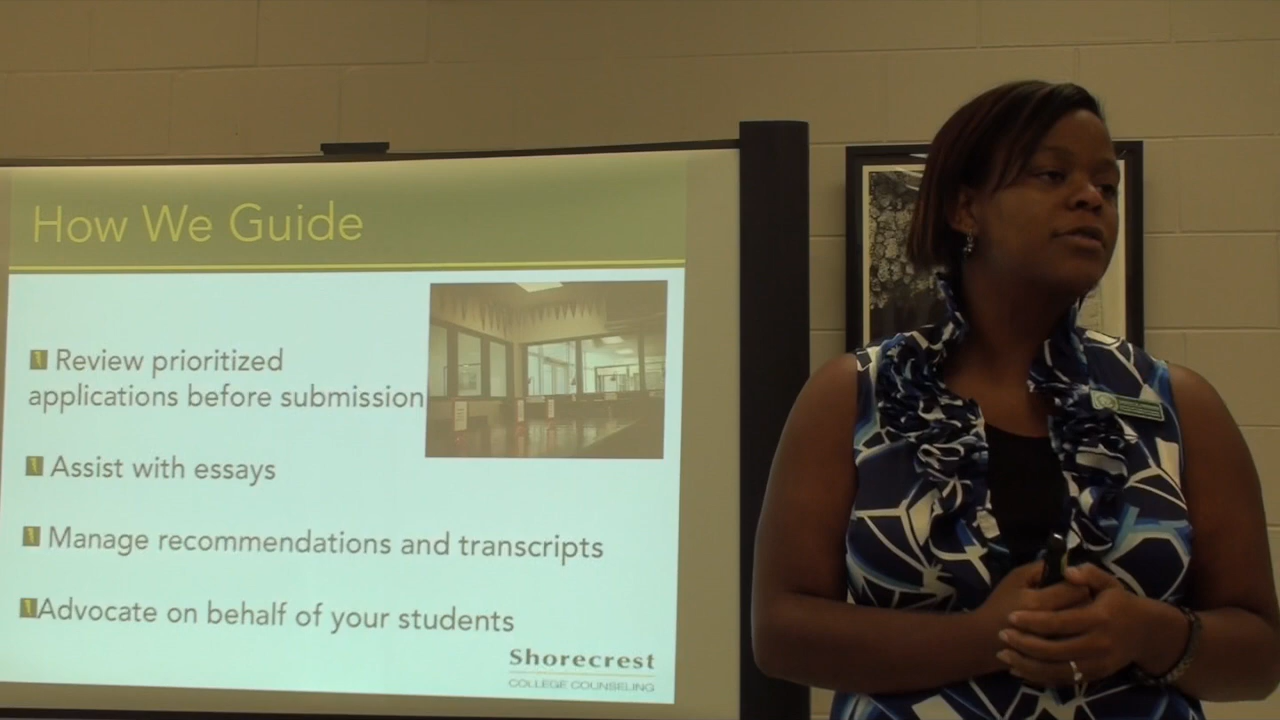 How We Guide
Review prioritized
applications before submission
Assist with essays
Manage recommendations and transcripts
Advocate on behalf of your students
Shorecrest
COLLEGE COUNSELING